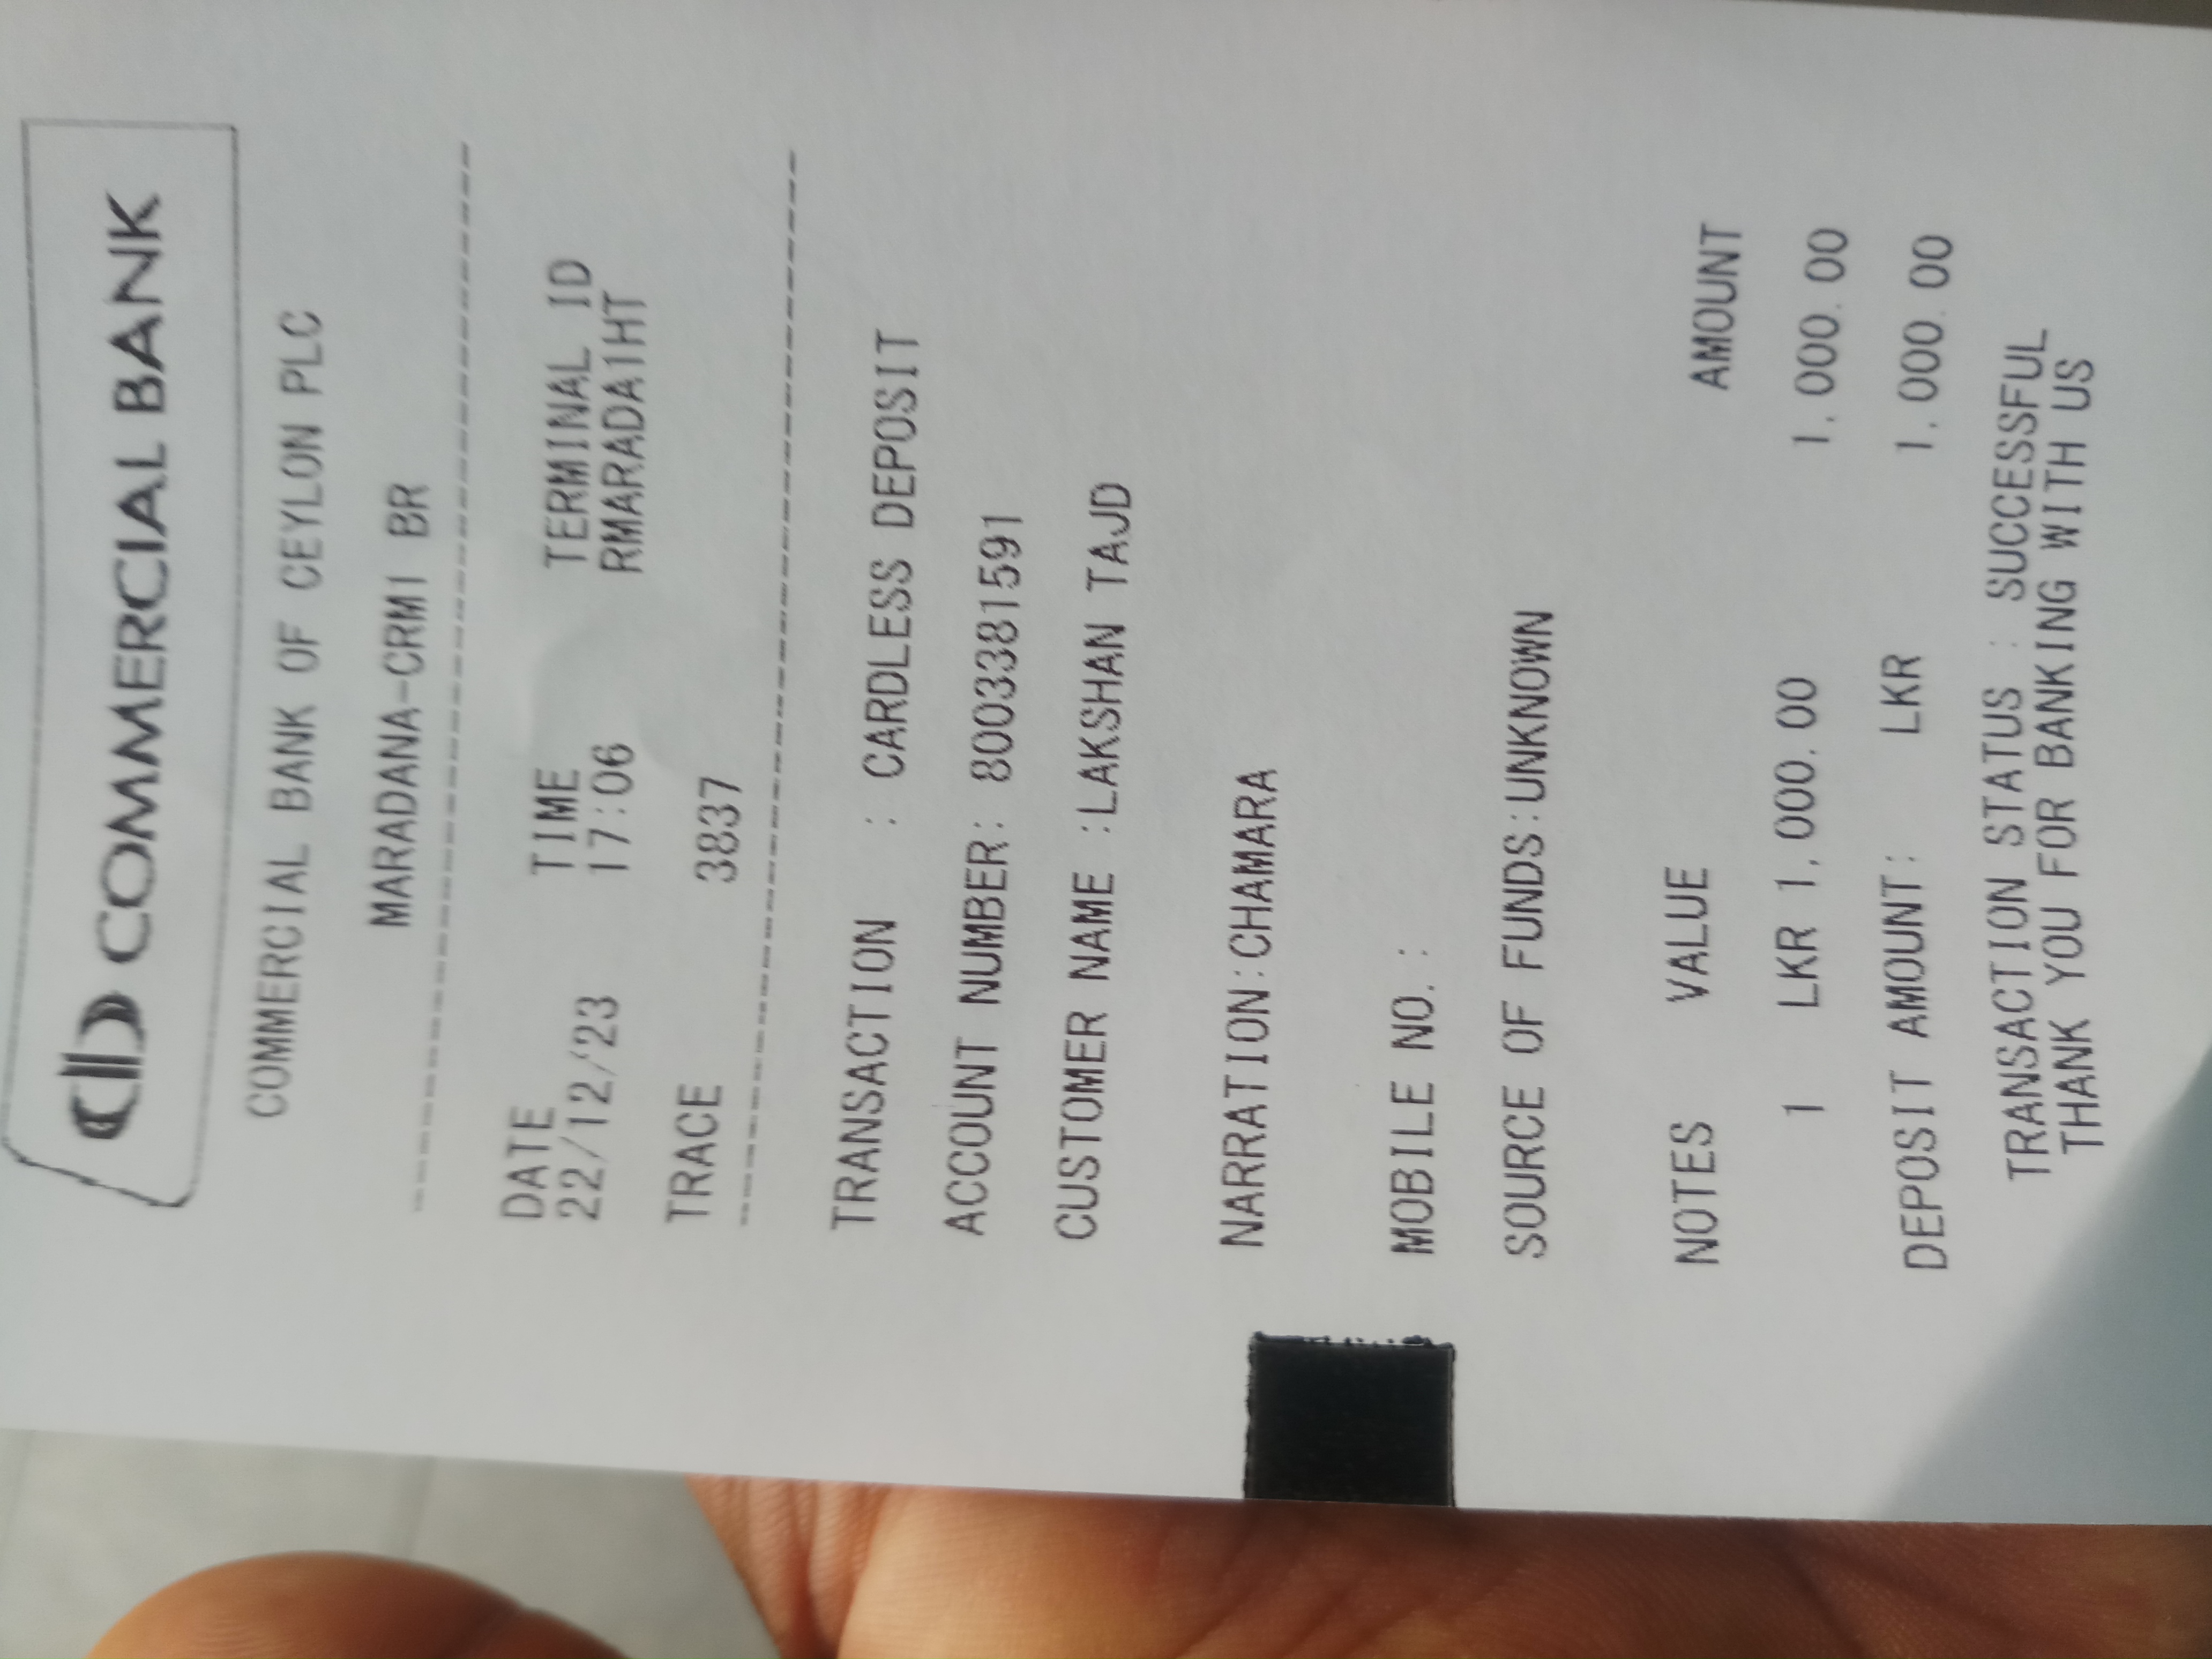 COMMERCIAL BANK
COMMERCIAL BANK OF CEYLON PLC
MARADANA-CRM1 BR
DATE TIME TERMINAL ID
22/12/23 17:06 RMARADA1HT
TRACE 3837
TRANSACTION : CARDLESS DEPOSIT
ACCOUNT NUMBER: 8003381591
CUSTOMER NAME :LAKSHAN TAJD
NARRATION:CHAMARA
MOBILE NO.:
SOURCE OF FUNDS:UNKNOWN
NOTES VALUE AMOUNT
1 LKR 1,000.00 1,000.00
DEPOSIT AMOUNT: LKR 1,000.00
TRANSACTION STATUS : SUCCESSFUL
THANK YOU FOR BANKING WITH US